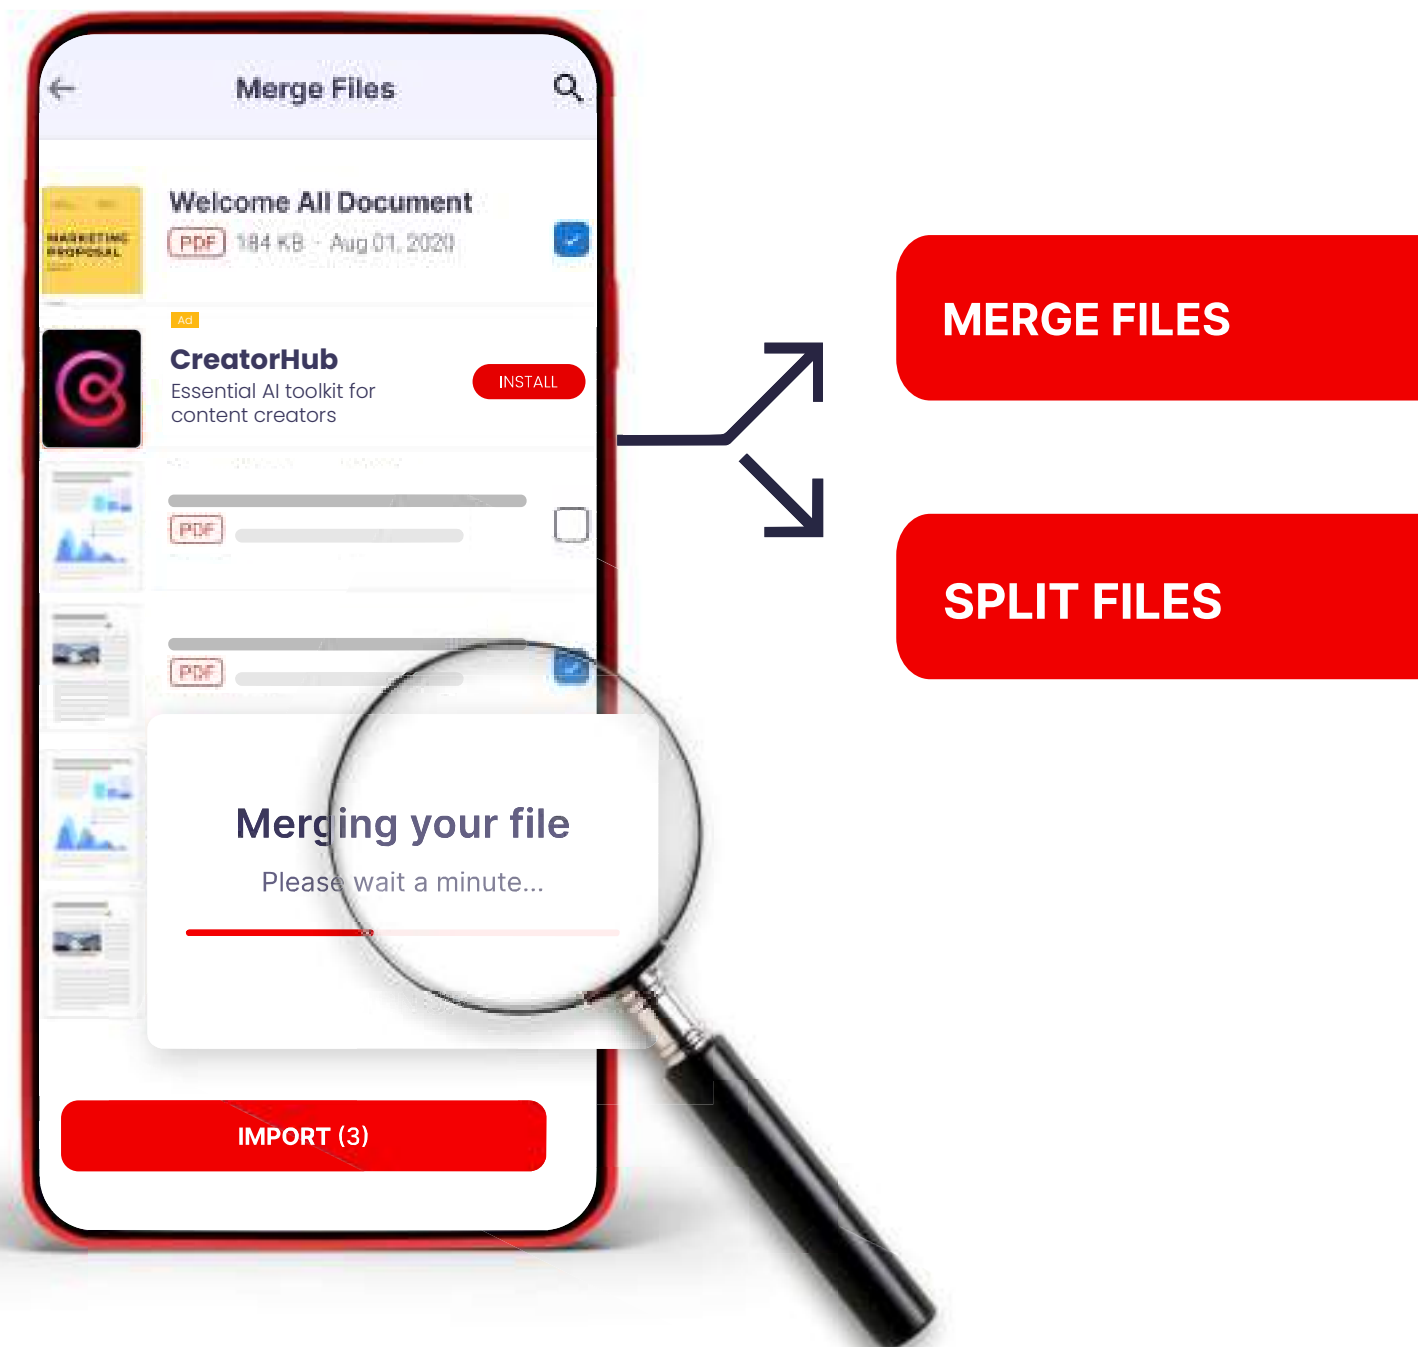 Merge Files
Welcome All Document
PDF 184 KB - Aug 01, 2020
MARKETING
PROPOSAL
Ad
CreatorHub
Essential AI toolkit for
content creators
INSTALL
PDF
PDF
Merging your file
Please wait a minute...
IMPORT (3)
MERGE FILES
SPLIT FILES